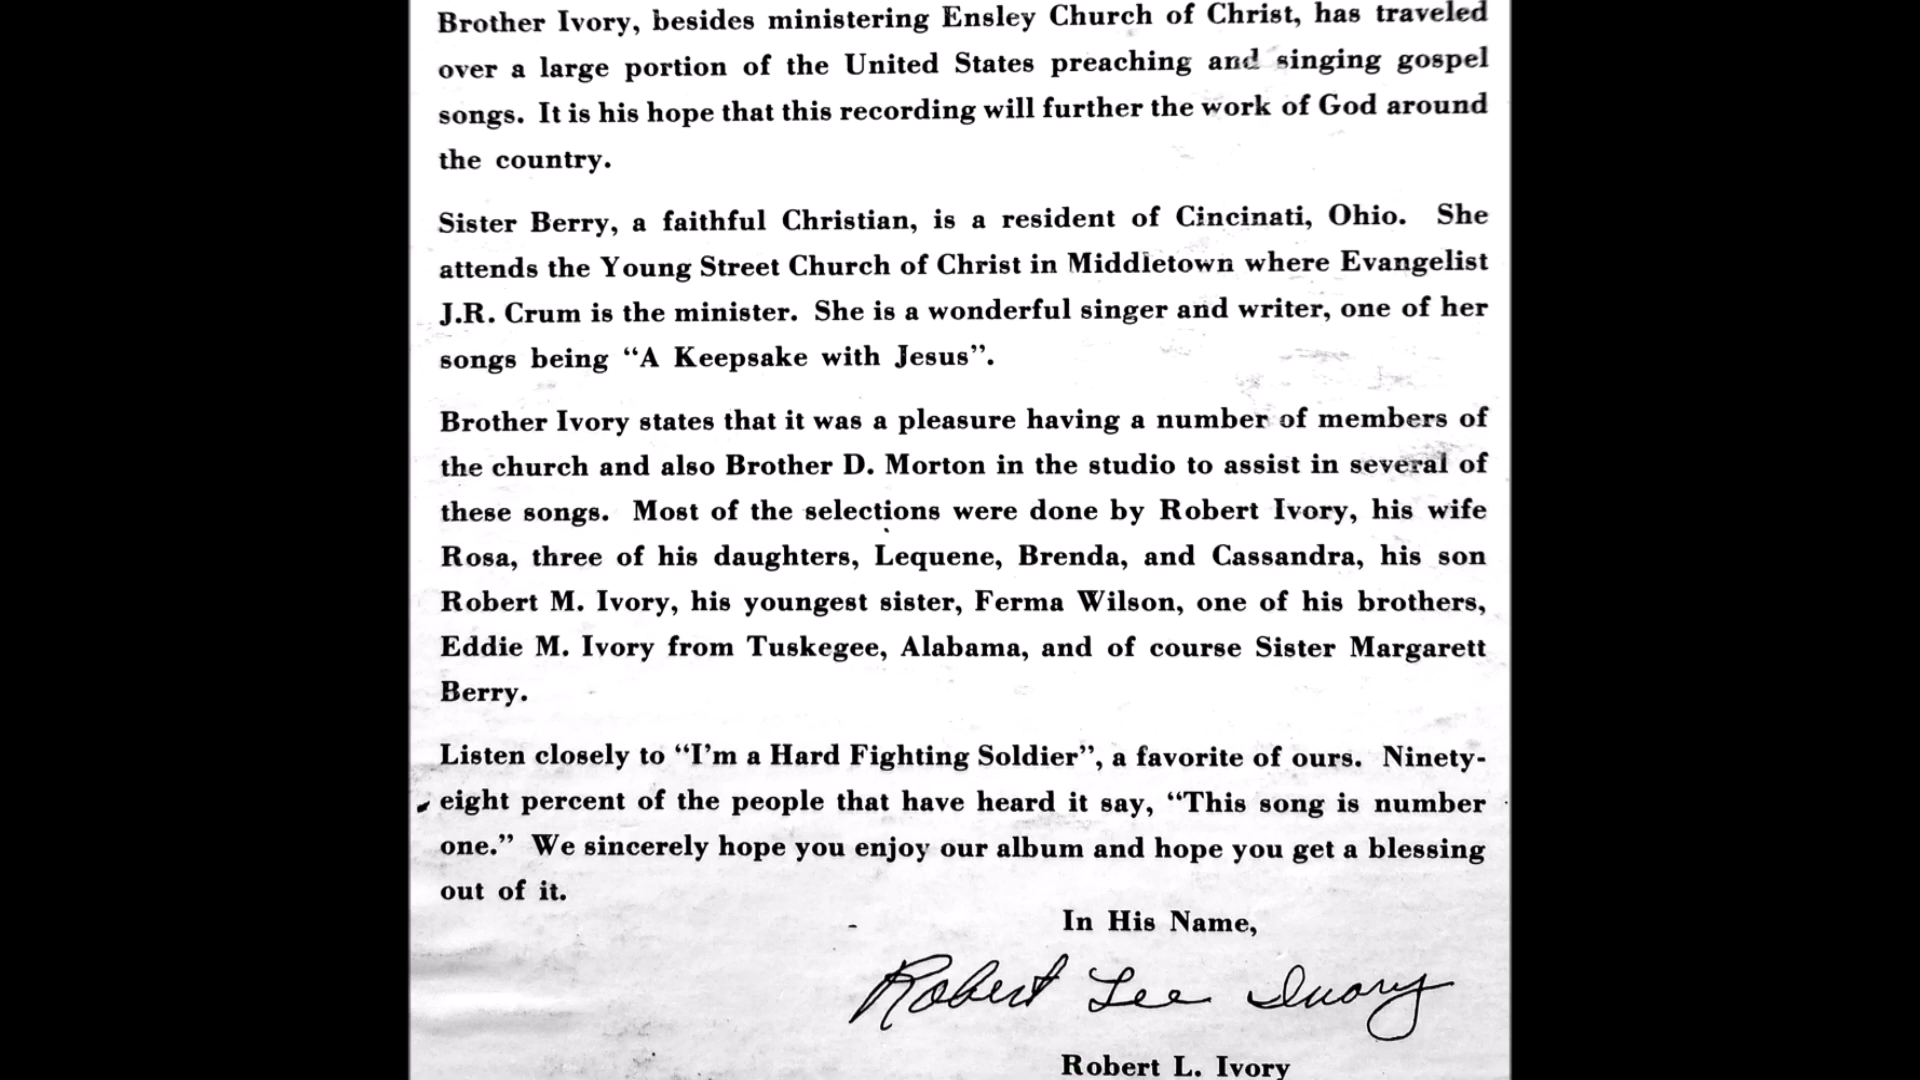 Brother Ivory, besides ministering Ensley Church of Christ, has traveled
over a large portion of the United States preaching and singing gospel
songs. It is his hope that this recording will further the work of God around
the country.
Sister Berry, a faithful Christian, is a resident of Cincinati, Ohio. She
attends the Young Street Church of Christ in Middletown where Evangelist
J.R. Crum is the minister. She is a wonderful singer and writer, one of her
songs being “A Keepsake with Jesus”.
Brother Ivory states that it was a pleasure having a number of members of
the church and also Brother D. Morton in the studio to assist in several of
these songs. Most of the selections were done by Robert Ivory, his wife
Rosa, three of his daughters, Lequene, Brenda, and Cassandra, his son
Robert M. Ivory, his youngest sister, Ferma Wilson, one of his brothers,
Eddie M. Ivory from Tuskegee, Alabama, and of course Sister Margarett
Berry.
Listen closely to “I’m a Hard Fighting Soldier”, a favorite of ours. Ninety-
eight percent of the people that have heard it say, “This song is number
one.” We sincerely hope you enjoy our album and hope you get a blessing
out of it.
In His Name,
Robert Lee Ivory
Robert L. Ivory